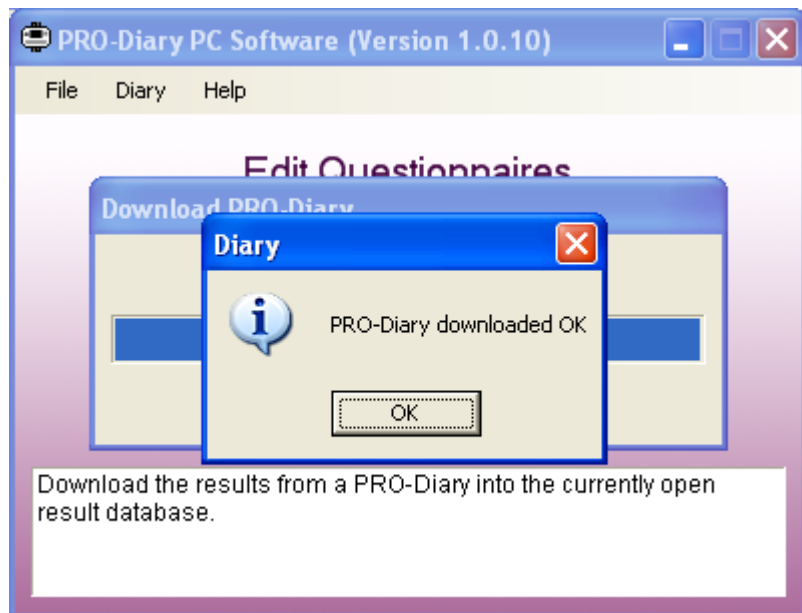 PRO-Diary PC Software (Version 1.0.10)
File Diary Help
Edit Questionnaires
Download PRO-Diary
Diary
PRO-Diary downloaded OK
OK
Download the results from a PRO-Diary into the currently open
result database.